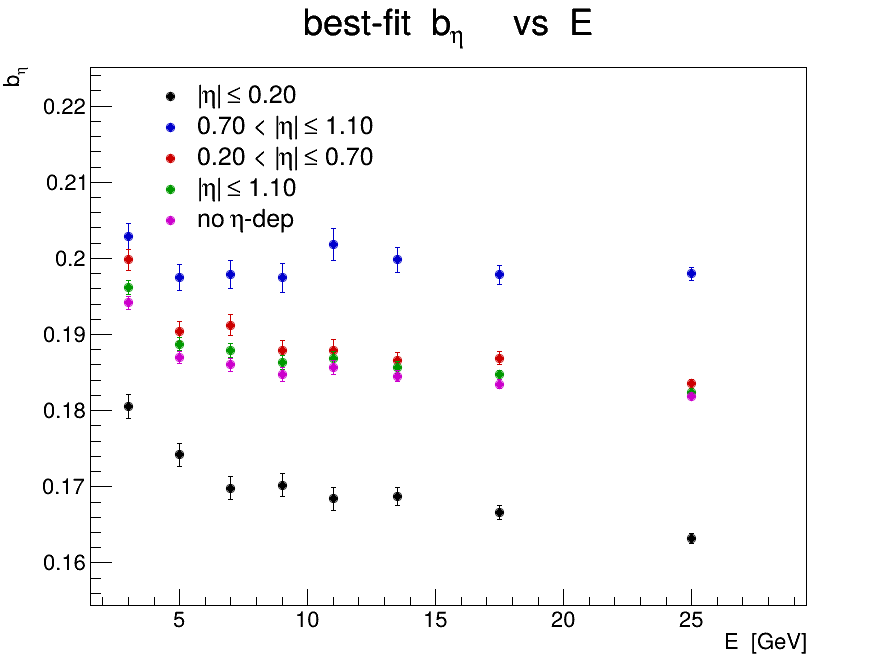 best-fit b_η vs E
b_η
|η| ≤ 0.20
0.70 < |η| ≤ 1.10
0.20 < |η| ≤ 0.70
|η| ≤ 1.10
no η-dep
0.22
0.21
0.2
0.19
0.18
0.17
0.16
5 10 15 20 25
E [GeV]